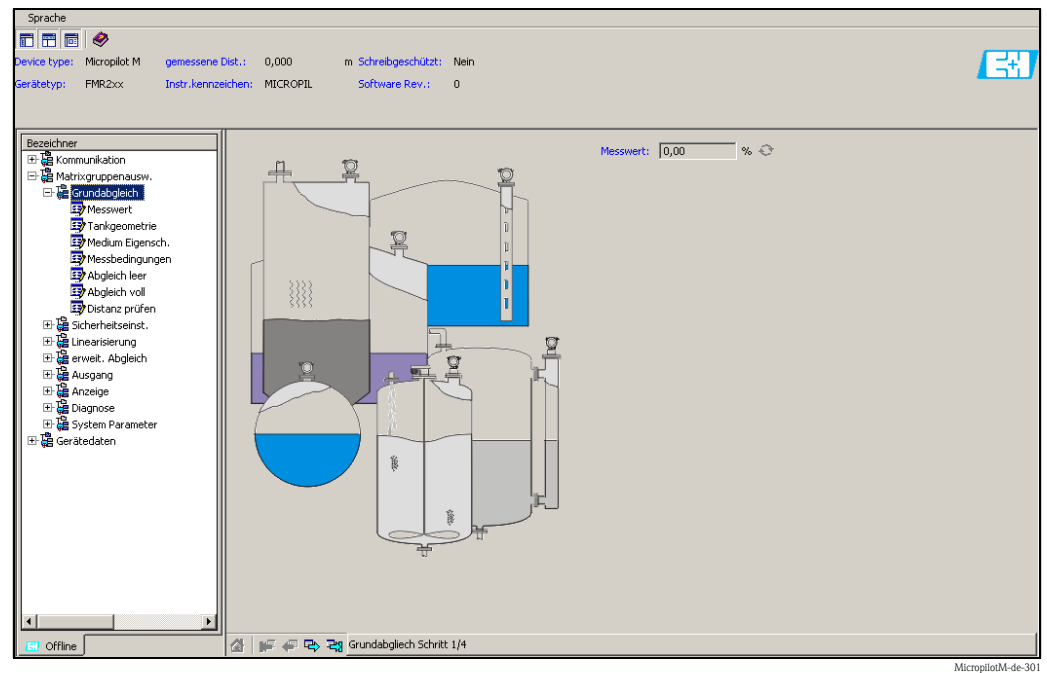 Sprache
Device type: Micropilot M gemessene Dist.: 0,000 m Schreibgeschützt: Nein
Gerätetyp: FMR2xx Instr.kennzeichen: MICROPIL Software Rev.: 0
E+H
Bezeichner
Kommunikation
Matrixgruppenausw.
Grundabgleich
Messwert
Tankgeometrie
Medium Eigensch.
Messbedingungen
Abgleich leer
Abgleich voll
Distanz prüfen
Sicherheitseinst.
Linearisierung
erweit. Abgleich
Ausgang
Anzeige
Diagnose
System Parameter
Gerätedaten
Messwert: 0,00 %
Offline
Grundabgliech Schritt 1/4
MicropilotM-de-301